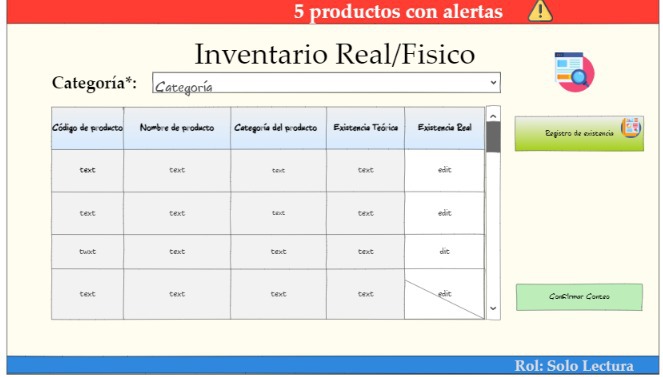 5 productos con alertas
Inventario Real/Fisico
Categoría*:
Categoría
Código de producto Nombre de producto Categoría del producto Existencia Teórica Existencia Real
text text text text edit
Registro de existencia
text text text text edit
twxt text text text dit
text text text text edit
Confirmar Conteo
Rol: Solo Lectura